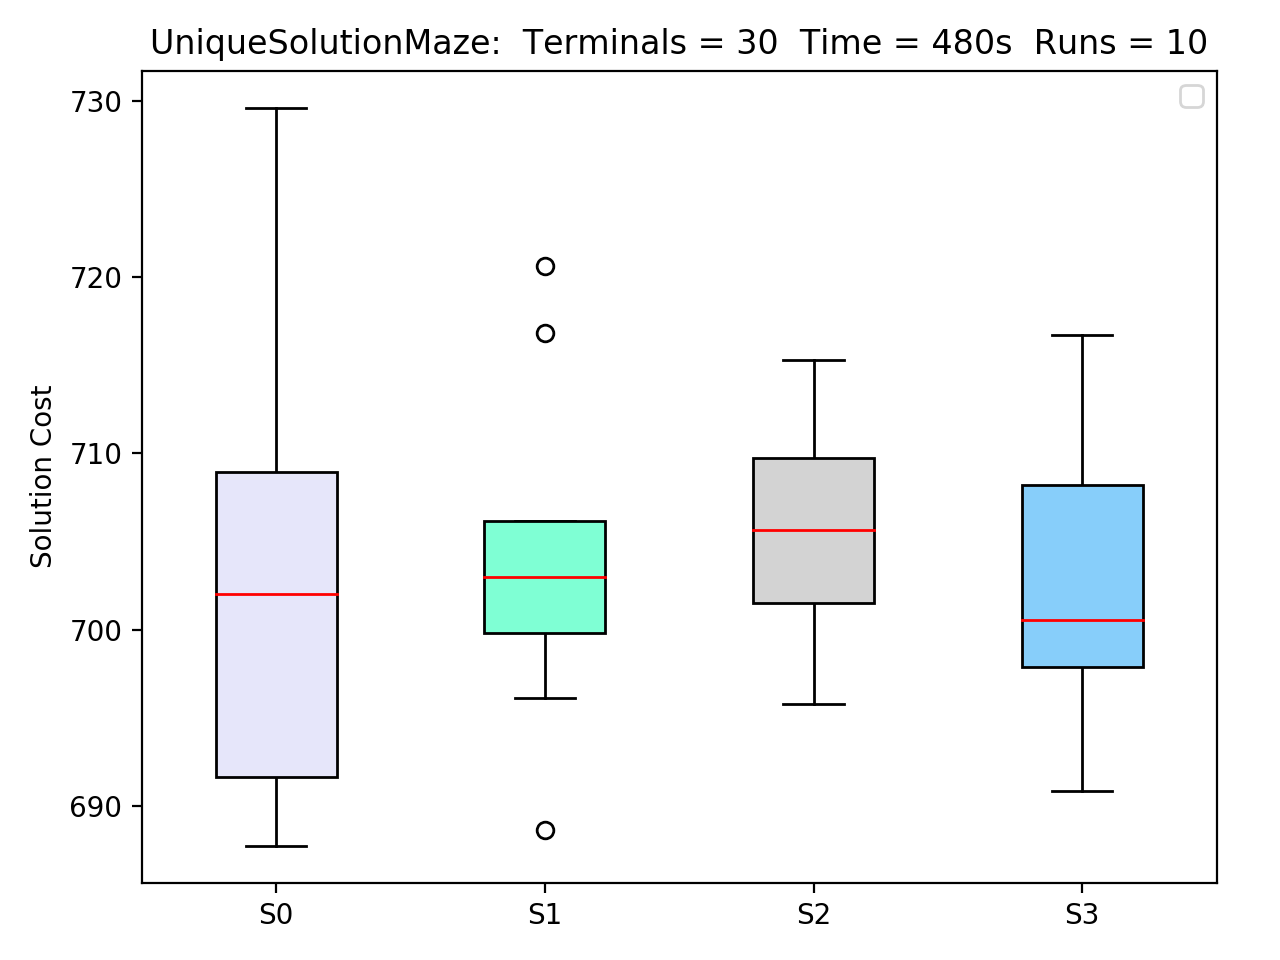 UniqueSolutionMaze:  Terminals = 30  Time = 480s  Runs = 10
730
720
710
700
690
Solution Cost
S0
S1
S2
S3